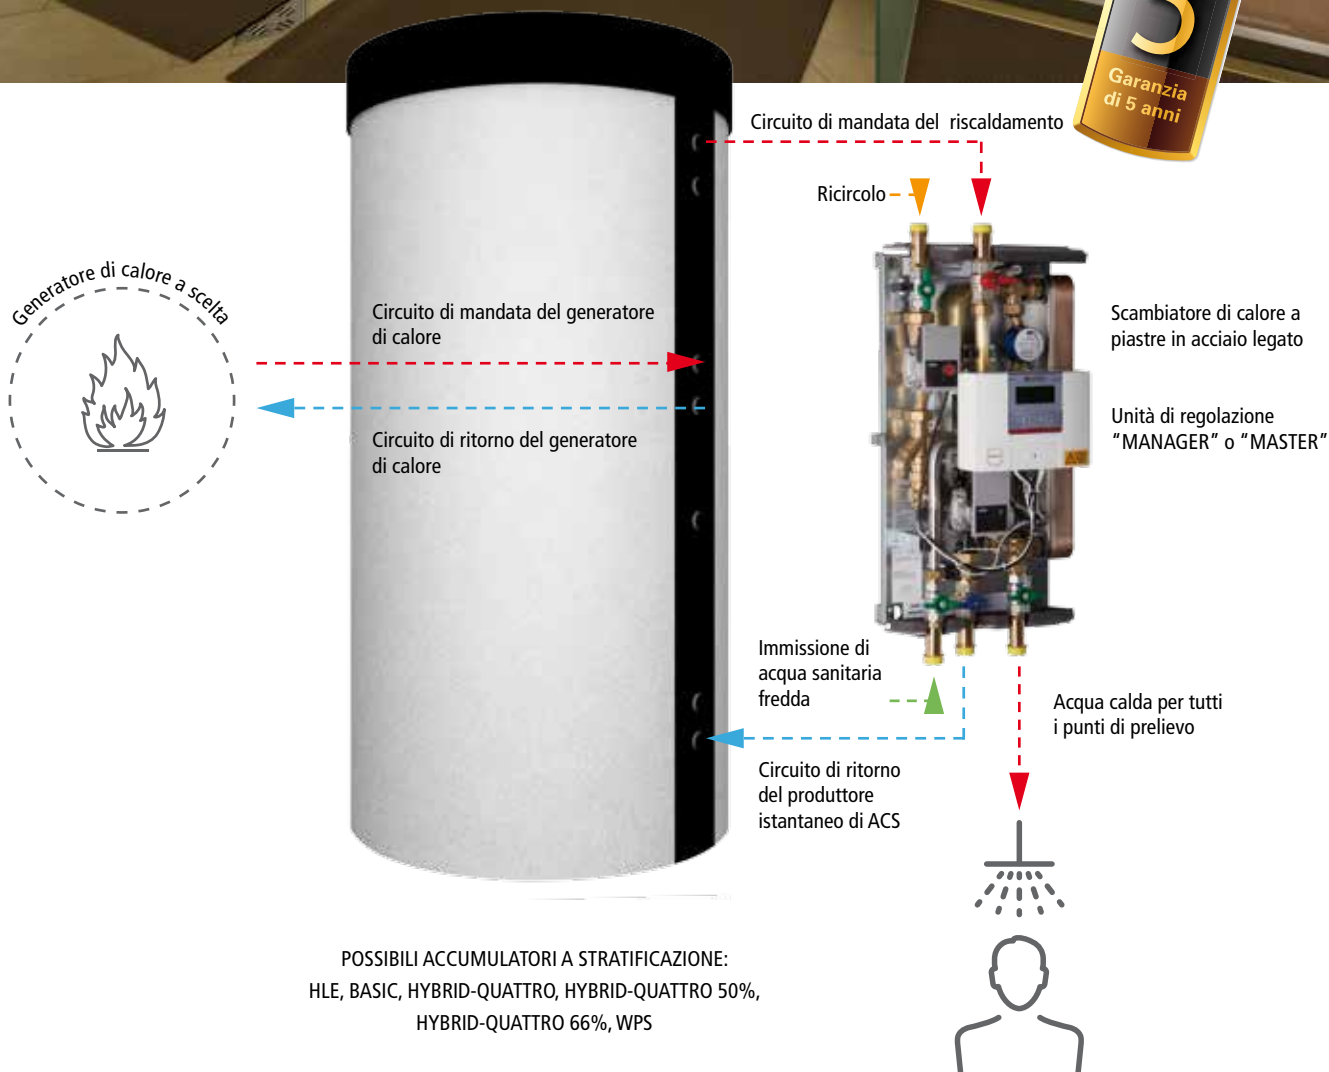 5
Garanzia
di 5 anni
Circuito di mandata del riscaldamento
Ricircolo
Generatore di calore a scelta
Circuito di mandata del generatore
di calore
Scambiatore di calore a
piastre in acciaio legato
Unità di regolazione
“MANAGER” o “MASTER”
Circuito di ritorno del generatore
di calore
Immissione di
acqua sanitaria
fredda
Acqua calda per tutti
i punti di prelievo
Circuito di ritorno
del produttore
istantaneo di ACS
POSSIBILI ACCUMULATORI A STRATIFICAZIONE:
HLE, BASIC, HYBRID-QUATTRO, HYBRID-QUATTRO 50%,
HYBRID-QUATTRO 66%, WPS